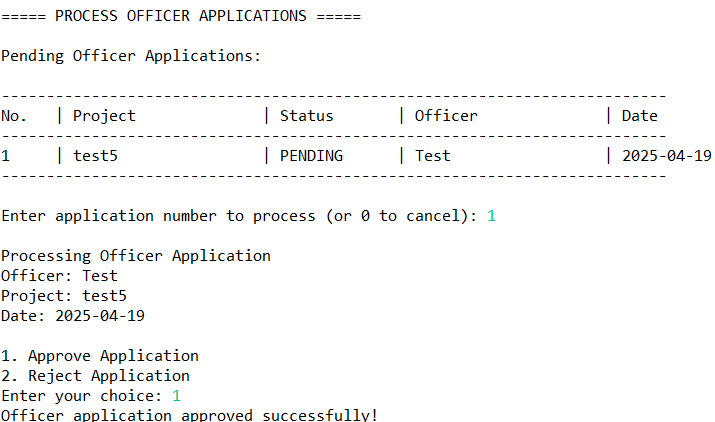 ===== PROCESS OFFICER APPLICATIONS =====
Pending Officer Applications:
--------------------------------------------------------------------------
No.   | Project              | Status       | Officer              | Date
--------------------------------------------------------------------------
1     | test5                | PENDING      | Test                 | 2025-04-19
--------------------------------------------------------------------------
Enter application number to process (or 0 to cancel): 1
Processing Officer Application
Officer: Test
Project: test5
Date: 2025-04-19
1. Approve Application
2. Reject Application
Enter your choice: 1
Officer application approved successfully!